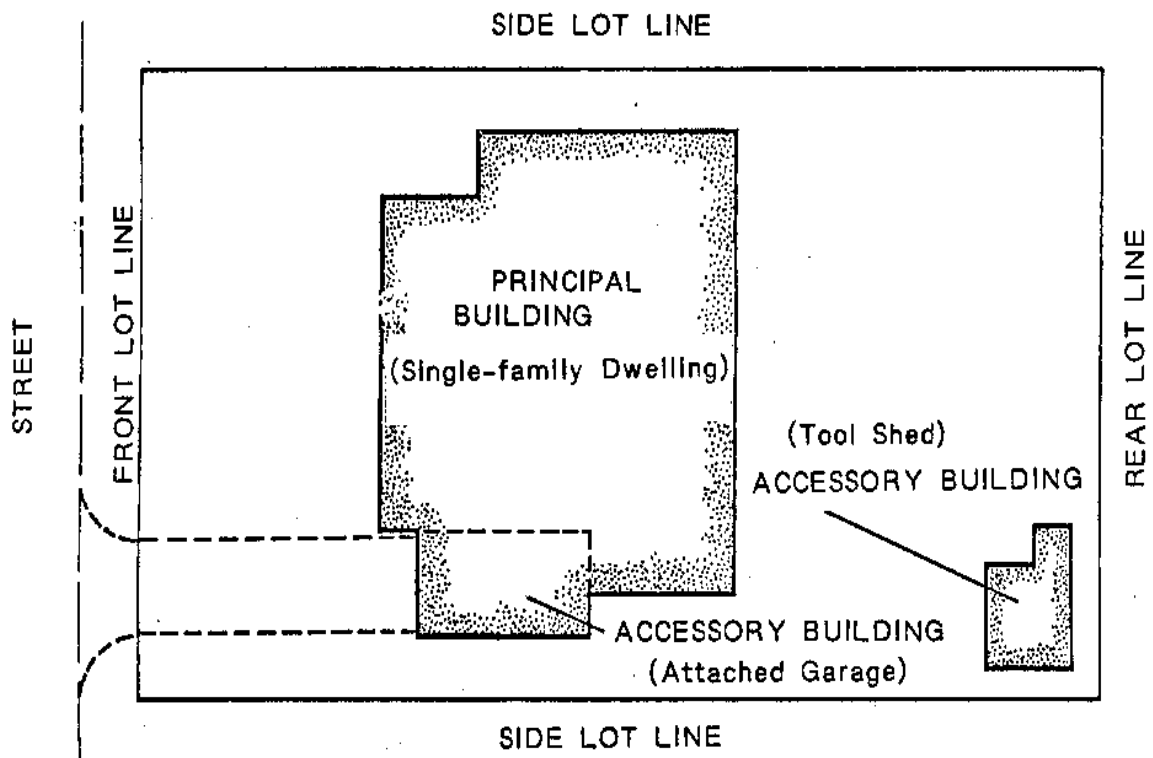 SIDE LOT LINE
STREET
FRONT LOT LINE
PRINCIPAL
BUILDING
(Single-family Dwelling)
(Tool Shed)
ACCESSORY BUILDING
REAR LOT LINE
ACCESSORY BUILDING
(Attached Garage)
SIDE LOT LINE